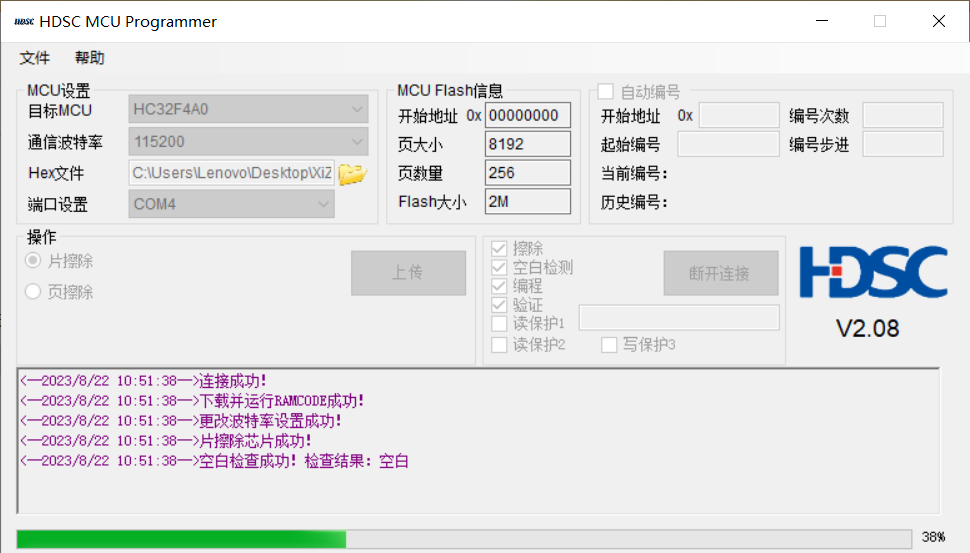 HDSC HDSC MCU Programmer
文件 帮助
MCU设置
目标MCU HC32F4A0
通信波特率 115200
Hex文件 C:\Users\Lenovo\Desktop\XiZ
端口设置 COM4
MCU Flash信息
开始地址 0x 00000000
页大小 8192
页数量 256
Flash大小 2M
自动编号
开始地址 0x 编号次数
起始编号 编号步进
当前编号:
历史编号:
操作
片擦除
页擦除
上传
擦除
空白检测
编程
验证
读保护1
读保护2 写保护3
断开连接
HDSC
V2.08
<—2023/8/22 10:51:38—>连接成功!
<—2023/8/22 10:51:38—>下载并运行RAMCODE成功!
<—2023/8/22 10:51:38—>更改波特率设置成功!
<—2023/8/22 10:51:38—>片擦除芯片成功!
<—2023/8/22 10:51:38—>空白检查成功! 检查结果: 空白
38%